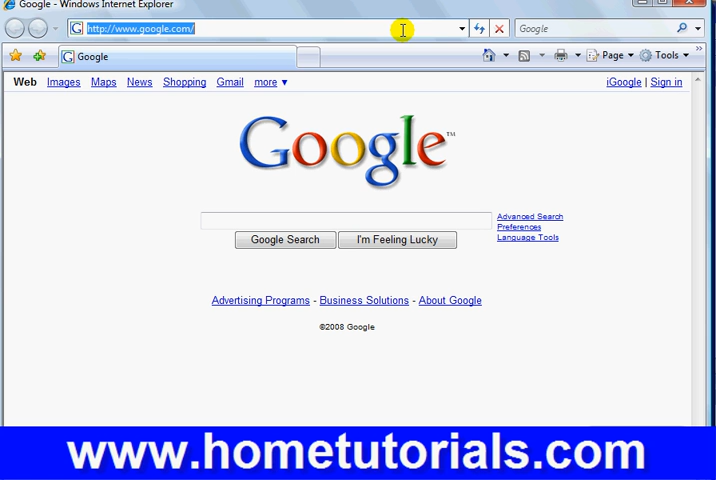 Google - Windows Internet Explorer
http://www.google.com/
Google
Google
Page
Tools
Web Images Maps News Shopping Gmail more ▼
iGoogle | Sign in
Google™
Advanced Search
Preferences
Language Tools
Google Search
I'm Feeling Lucky
Advertising Programs - Business Solutions - About Google
©2008 Google
www.hometutorials.com